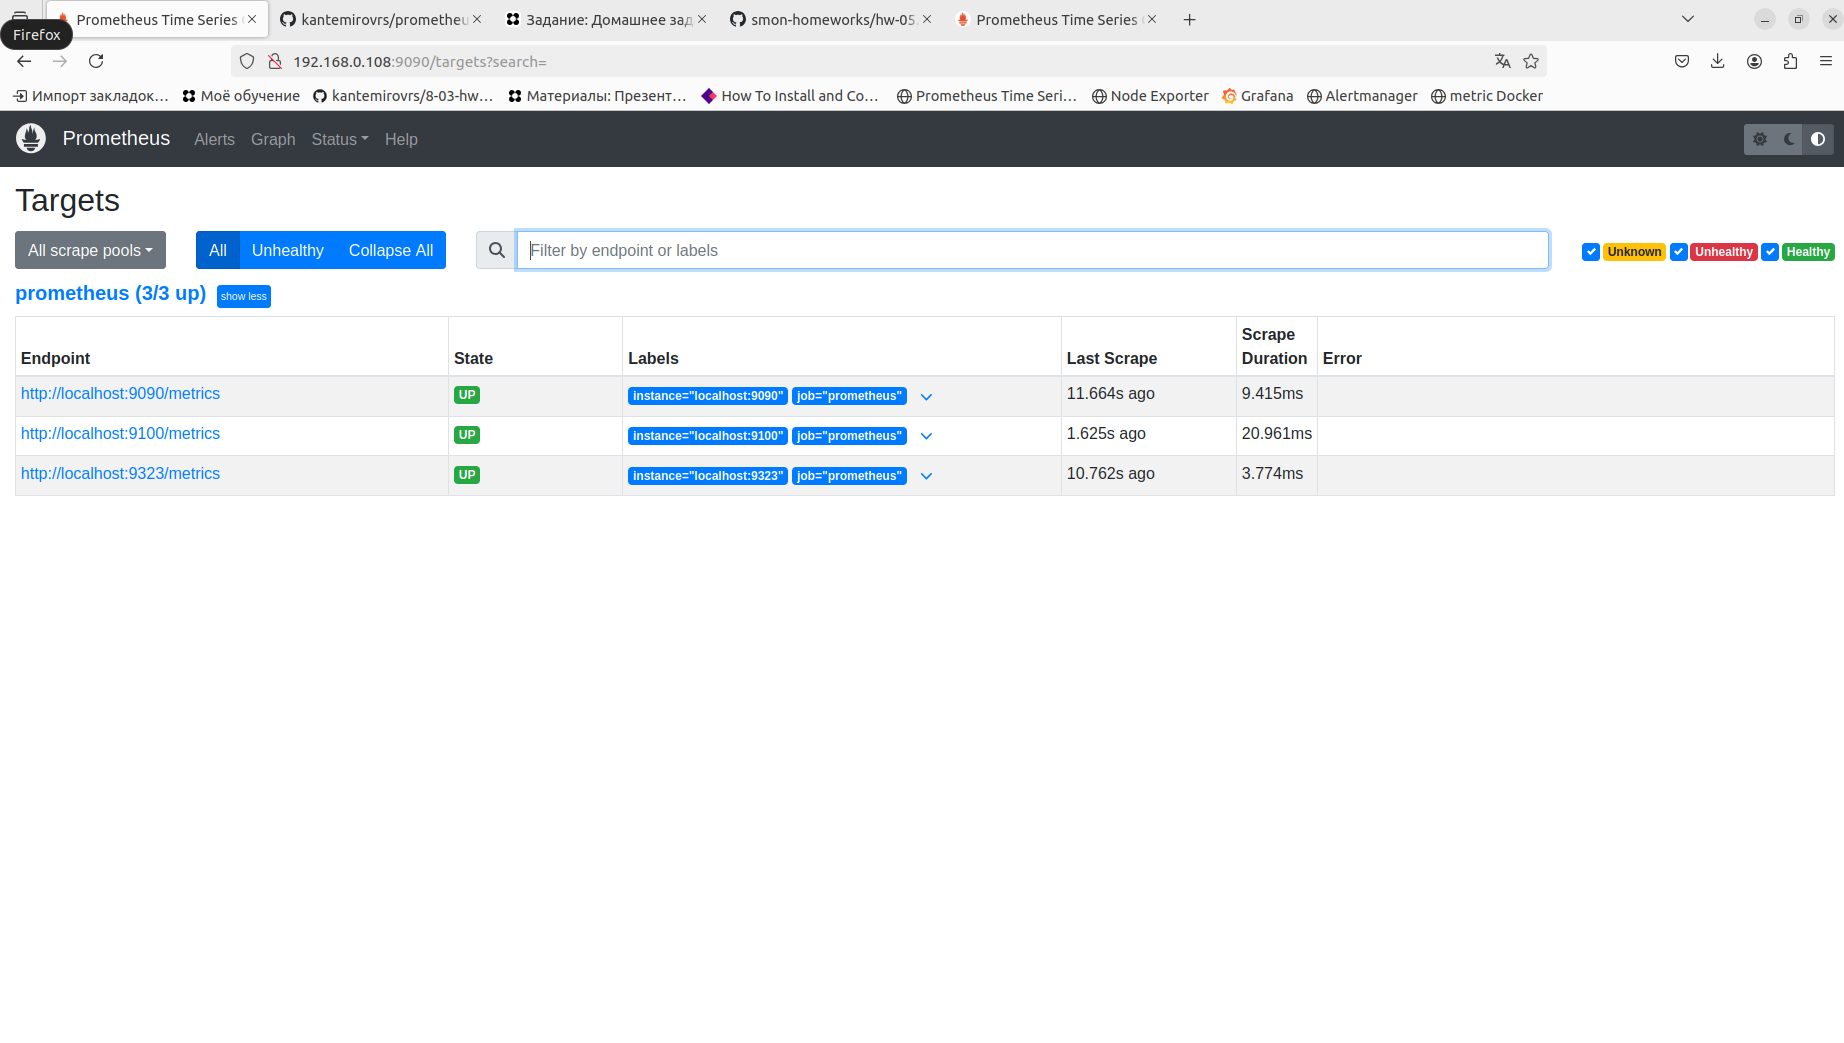 Prometheus Time Series
kantemirovrs/prometheu
Задание: Домашнее зад
smon-homeworks/hw-05.
Prometheus Time Series
Firefox
192.168.0.108:9090/targets?search=
Импорт закладок…
Моё обучение
kantemirovrs/8-03-hw…
Материалы: Презент…
How To Install and Co…
Prometheus Time Seri…
Node Exporter
Grafana
Alertmanager
metric Docker
Prometheus Alerts Graph Status Help
Targets
All scrape pools All Unhealthy Collapse All Filter by endpoint or labels Unknown Unhealthy Healthy
prometheus (3/3 up) show less
Endpoint State Labels Last Scrape Scrape Duration Error
http://localhost:9090/metrics UP instance="localhost:9090" job="prometheus" 11.664s ago 9.415ms
http://localhost:9100/metrics UP instance="localhost:9100" job="prometheus" 1.625s ago 20.961ms
http://localhost:9323/metrics UP instance="localhost:9323" job="prometheus" 10.762s ago 3.774ms